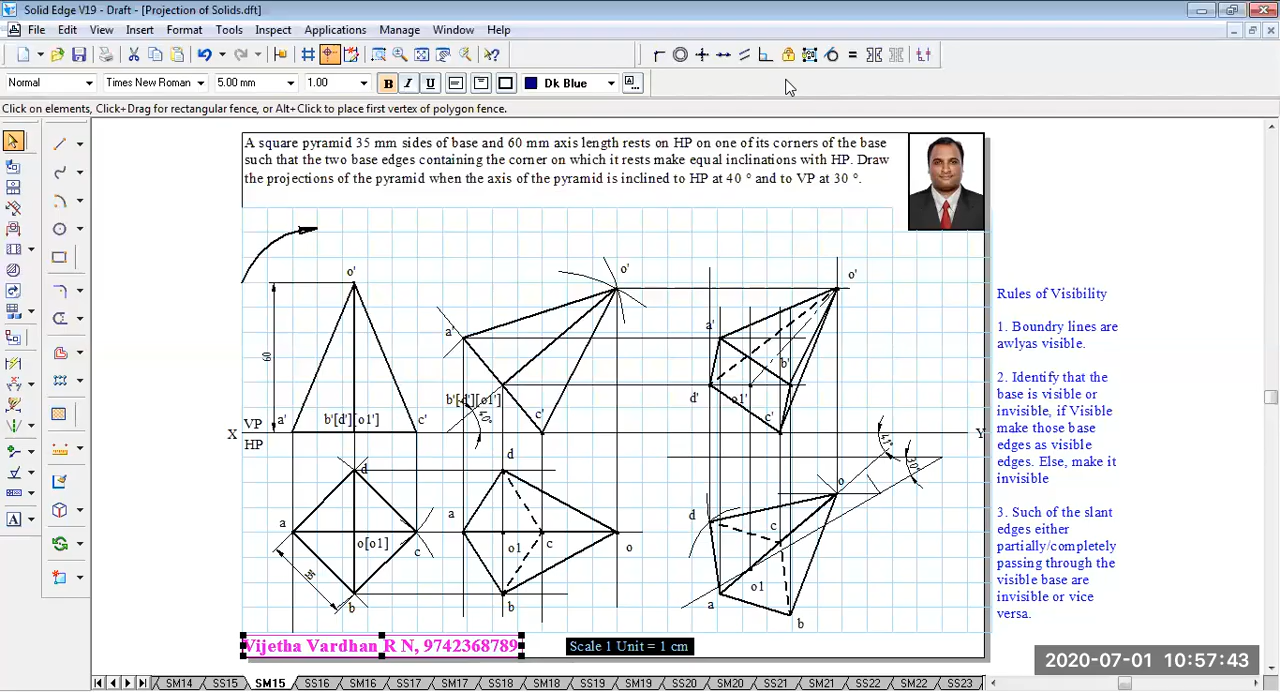 Solid Edge V19 - Draft - [Projection of Solids.dft]
File Edit View Insert Format Tools Inspect Applications Manage Window Help
Normal Times New Roman 5.00 mm 1.00 B I U Dk Blue
Click on elements, Click+Drag for rectangular fence, or Alt+Click to place first vertex of polygon fence.
A square pyramid 35 mm sides of base and 60 mm axis length rests on HP on one of its corners of the base
such that the two base edges containing the corner on which it rests make equal inclinations with HP. Draw
the projections of the pyramid when the axis of the pyramid is inclined to HP at 40 ° and to VP at 30 °.
o' o' o'
a' a'
60
b'
b'[d'][o1'] d' o1'
40°
X VP a' b'[d'][o1'] c' c' c' Y
HP
41° 30°
d d o
a a d c
o[o1] c o1 c o
35
o1
b b a b
Rules of Visibility
1. Boundry lines are
awlyas visible.
2. Identify that the
base is visible or
invisible, if Visible
make those base
edges as visible
edges. Else, make it
invisible
3. Such of the slant
edges either
partially/completely
passing through the
visible base are
invisible or vice
versa.
Vijetha Vardhan R N, 9742368789 Scale 1 Unit = 1 cm
2020-07-01 10:57:43
SM14 SS15 SM15 SS16 SM16 SS17 SM17 SS18 SM18 SS19 SM19 SS20 SM20 SS21 SM21 SS22 SM22 SS23